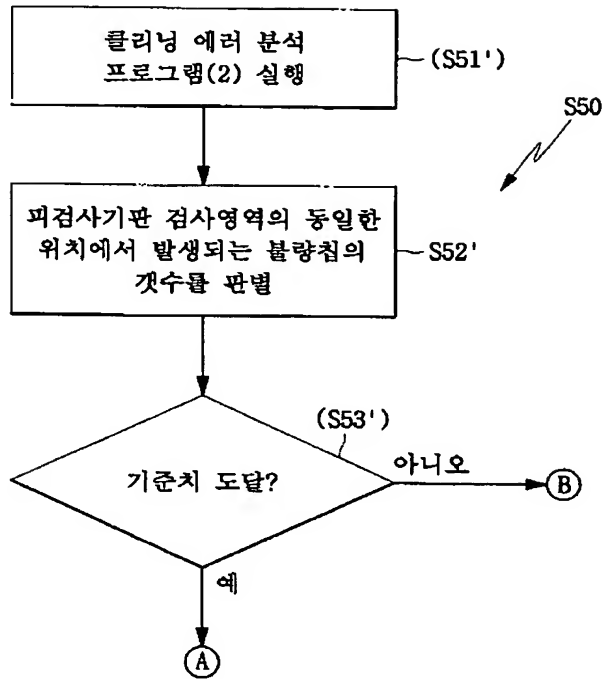 클리닝 에러 분석
프로그램(2) 실행
(S51')
S50
피검사기판 검사영역의 동일한
위치에서 발생되는 불량칩의
갯수를 판별
S52'
(S53')
기준치 도달?
아니오
B
예
A